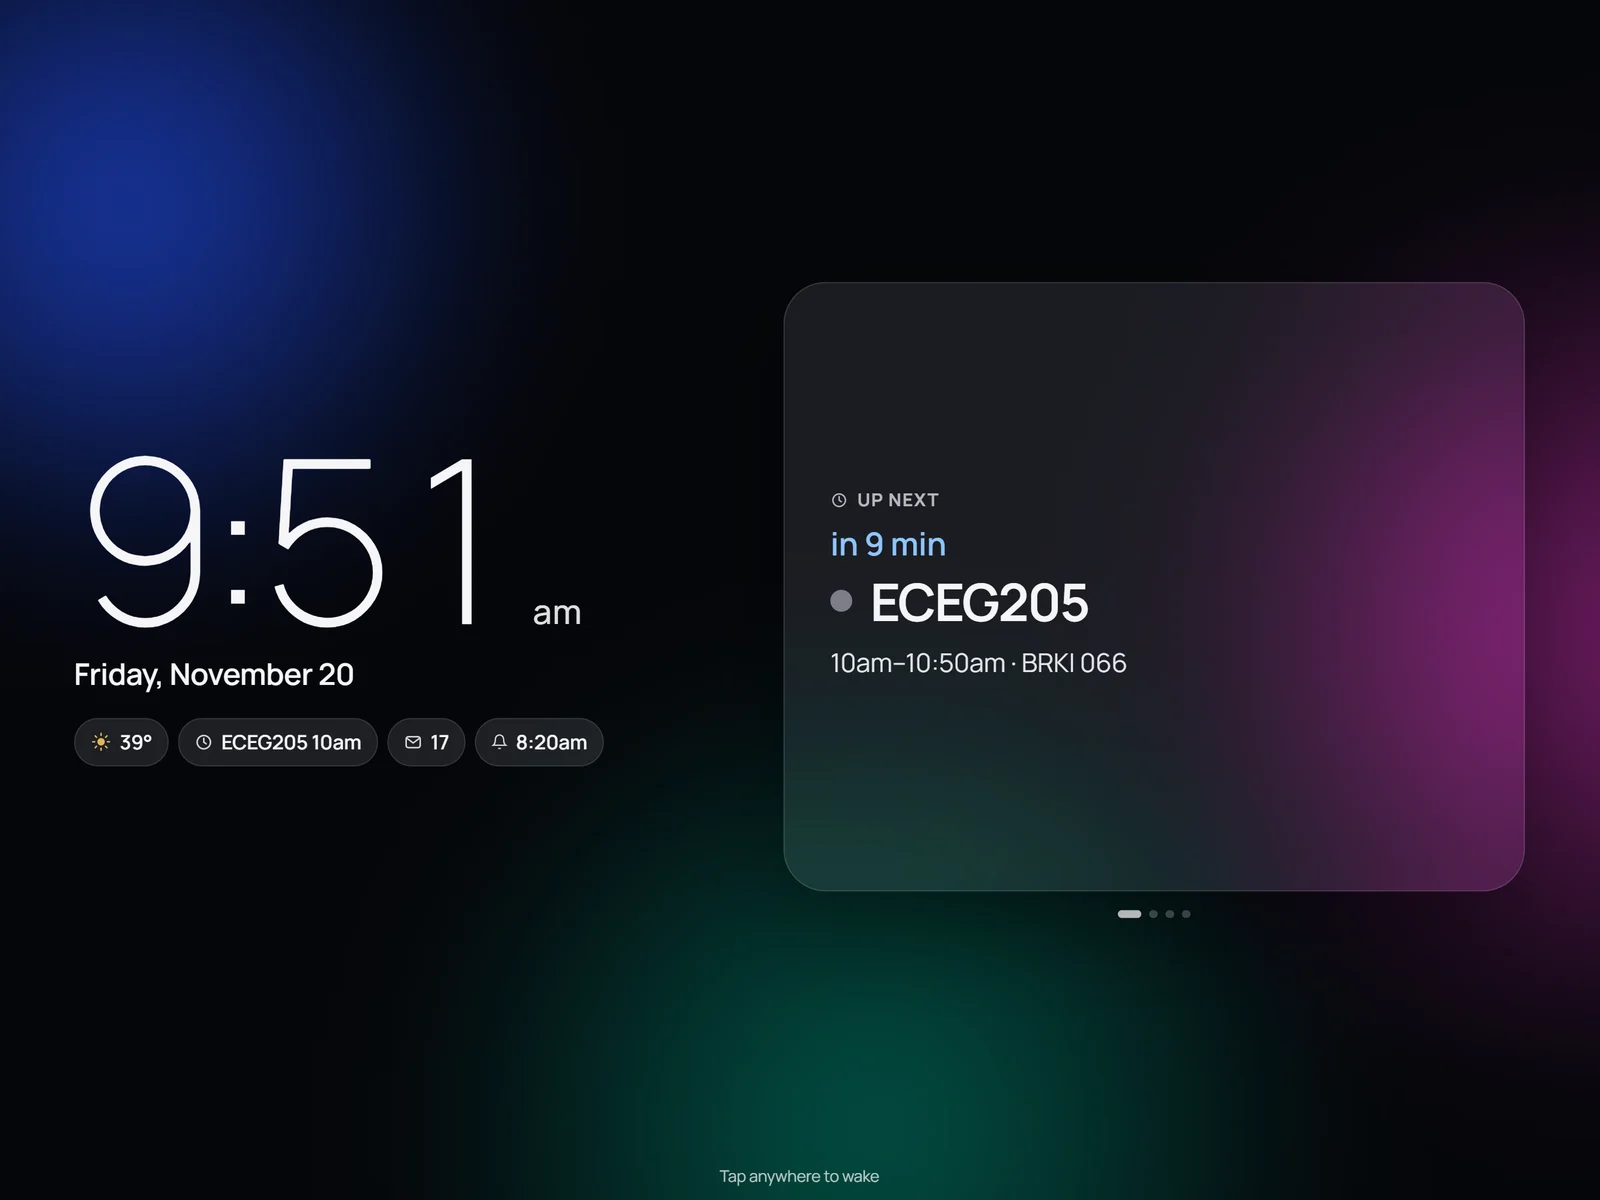 9:51 am
Friday, November 20
39°
ECEG205 10am
17
8:20am
UP NEXT
in 9 min
ECEG205
10am–10:50am · BRKI 066
Tap anywhere to wake